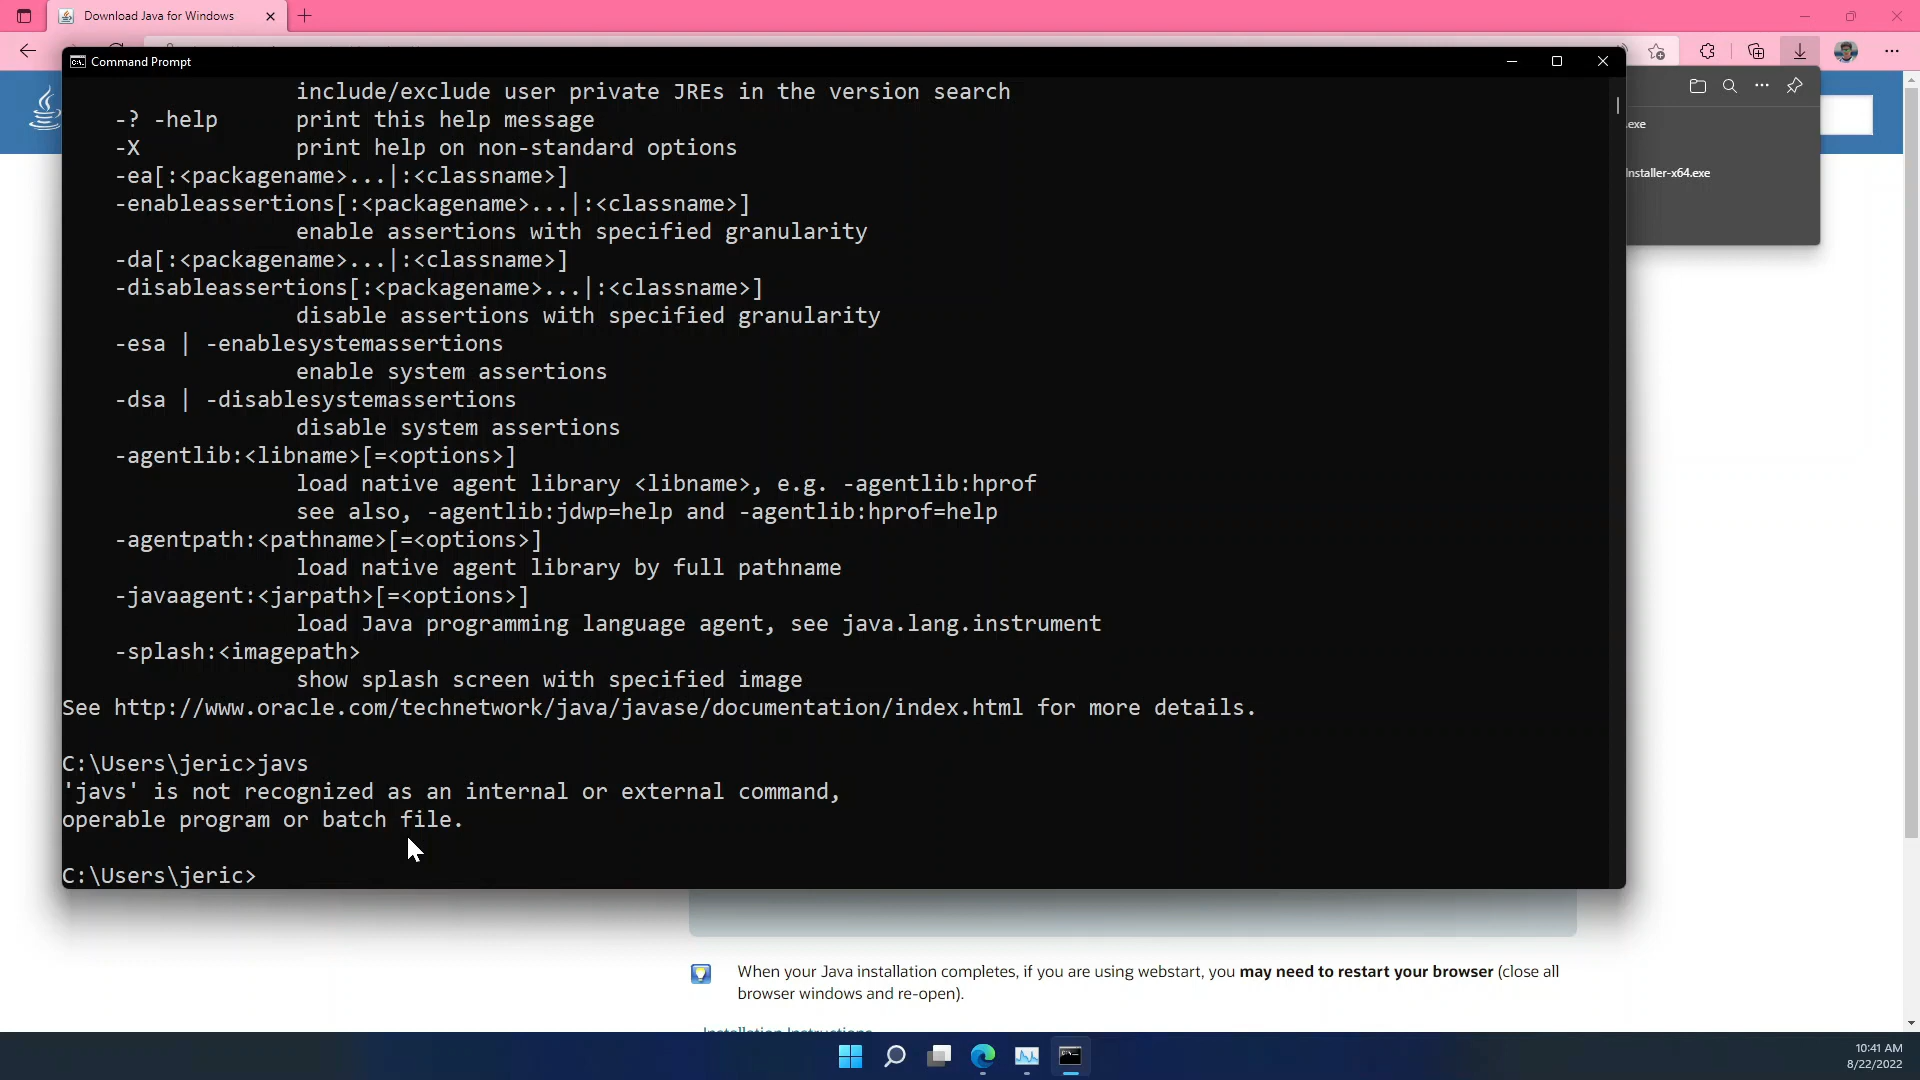 Download Java for Windows
Command Prompt
include/exclude user private JREs in the version search
-? -help print this help message
-X print help on non-standard options
-ea[:<packagename>...|:<classname>]
-enableassertions[:<packagename>...|:<classname>]
enable assertions with specified granularity
-da[:<packagename>...|:<classname>]
-disableassertions[:<packagename>...|:<classname>]
disable assertions with specified granularity
-esa | -enablesystemassertions
enable system assertions
-dsa | -disablesystemassertions
disable system assertions
-agentlib:<libname>[=<options>]
load native agent library <libname>, e.g. -agentlib:hprof
see also, -agentlib:jdwp=help and -agentlib:hprof=help
-agentpath:<pathname>[=<options>]
load native agent library by full pathname
-javaagent:<jarpath>[=<options>]
load Java programming language agent, see java.lang.instrument
-splash:<imagepath>
show splash screen with specified image
See http://www.oracle.com/technetwork/java/javase/documentation/index.html for more details.
C:\Users\jeric>javs
'javs' is not recognized as an internal or external command,
operable program or batch file.
C:\Users\jeric>
.exe
Installer-x64.exe
When your Java installation completes, if you are using webstart, you may need to restart your browser (close all
browser windows and re-open).
Installation Instructions
10:41 AM
8/22/2022